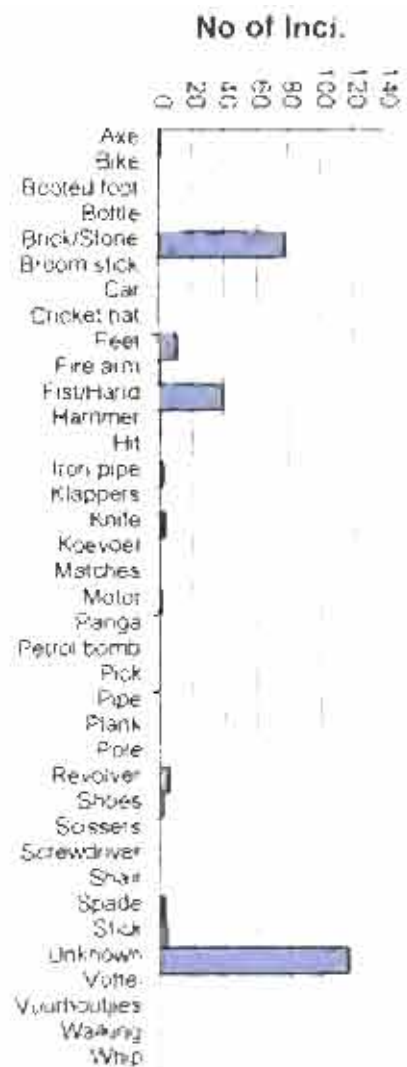 No of Inci.
0 20 40 60 80 100 120 140
Axe
Bike
Booted foot
Bottle
Brick/Stone
Broom stick
Car
Cricket bat
Feet
Fire arm
Fist/Hand
Hammer
Hit
Iron pipe
Klappers
Knife
Koevoet
Matches
Motor
Panga
Petrol bomb
Pick
Pipe
Plank
Pole
Revolver
Shoes
Scissers
Screwdriver
Spade
Stick
Unknown
Vuurhoutjies
Walking
Whip